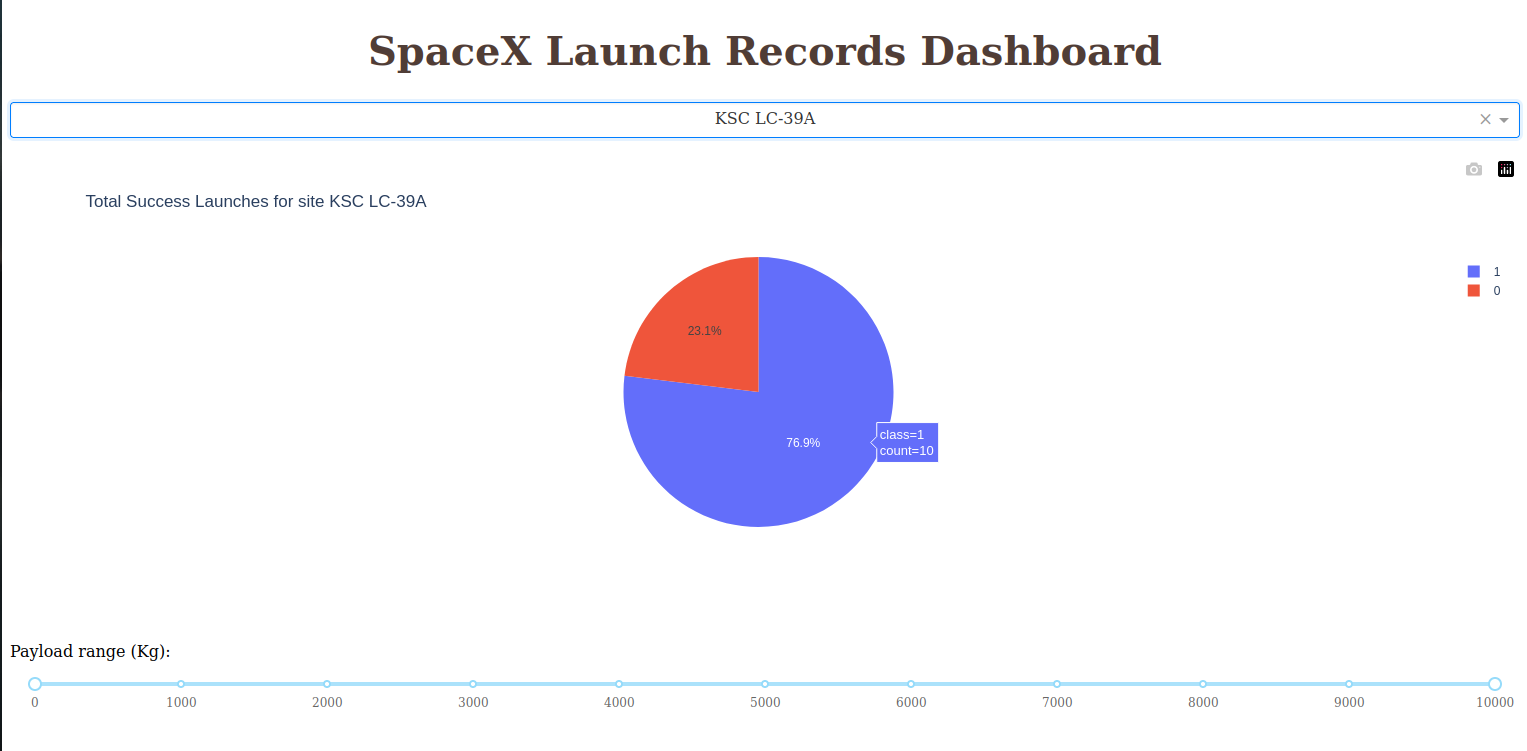 SpaceX Launch Records Dashboard
KSC LC-39A
Total Success Launches for site KSC LC-39A
1
0
23.1%
76.9%
class=1
count=10
Payload range (Kg):
0 1000 2000 3000 4000 5000 6000 7000 8000 9000 10000